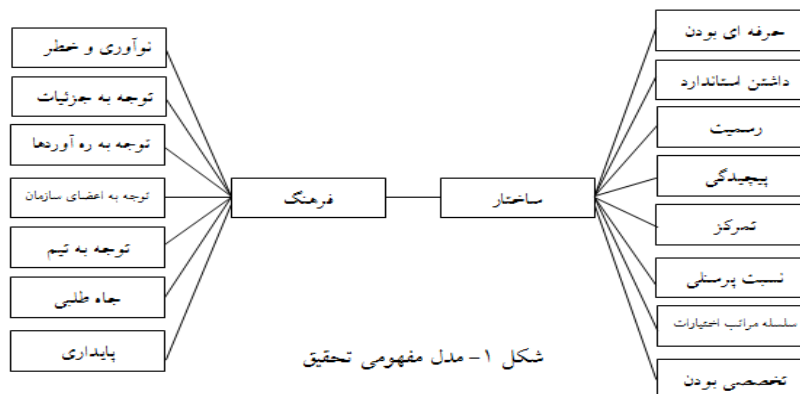 حرفه ای بودن
داشتن استاندارد
رسمیت
پیچیدگی
تمرکز
نسبت پرسنلی
سلسله مراتب اختیارات
تخصصی بودن
ساختار
فرهنگ
نوآوری و خطر
توجه به جزئیات
توجه به ره آوردها
توجه به اعضای سازمان
توجه به تیم
جاه طلبی
پایداری
شکل ۱- مدل مفهومی تحقیق